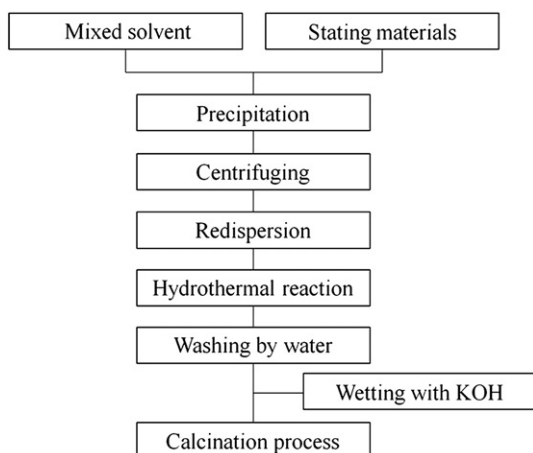 Mixed solvent
Stating materials
Precipitation
Centrifuging
Redispersion
Hydrothermal reaction
Washing by water
Wetting with KOH
Calcination process